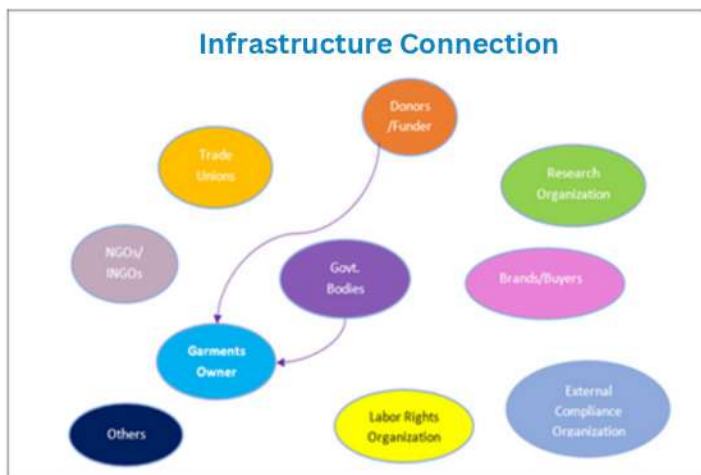 Infrastructure Connection
Donors
/Funder
Trade
Unions
Research
Organization
NGOs/
INGOs
Govt.
Bodies
Brands/Buyers
Garments
Owner
External
Compliance
Organization
Others
Labor Rights
Organization